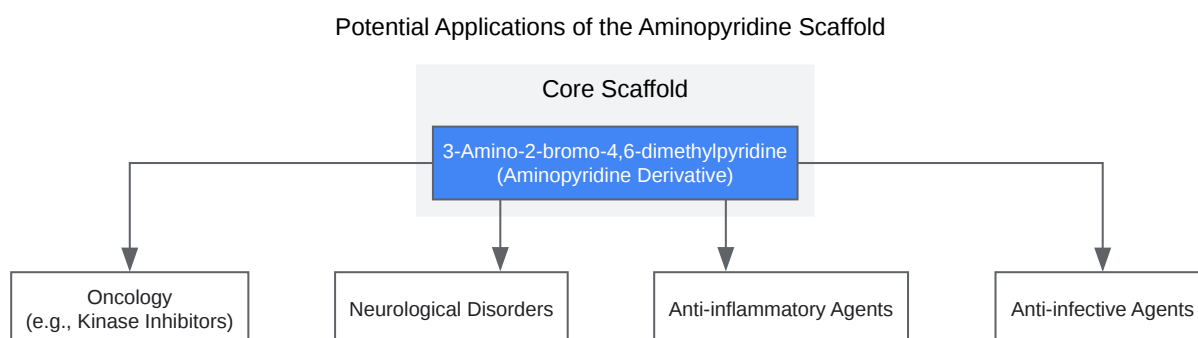 Potential Applications of the Aminopyridine Scaffold
Core Scaffold
3-Amino-2-bromo-4,6-dimethylpyridine
(Aminopyridine Derivative)
Oncology
(e.g., Kinase Inhibitors)
Neurological Disorders
Anti-inflammatory Agents
Anti-infective Agents